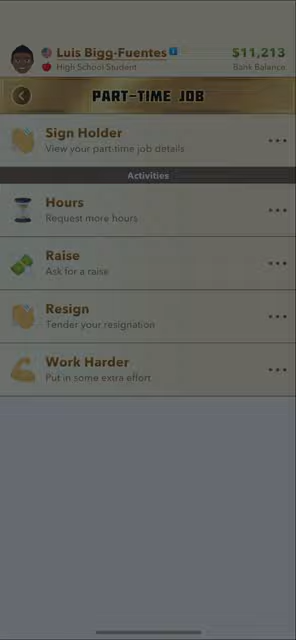 Luis Bigg-Fuentes
$11,213
High School Student
Bank Balance
PART-TIME JOB
Sign Holder
View your part-time job details
Activities
Hours
Request more hours
Raise
Ask for a raise
Resign
Tender your resignation
Work Harder
Put in some extra effort